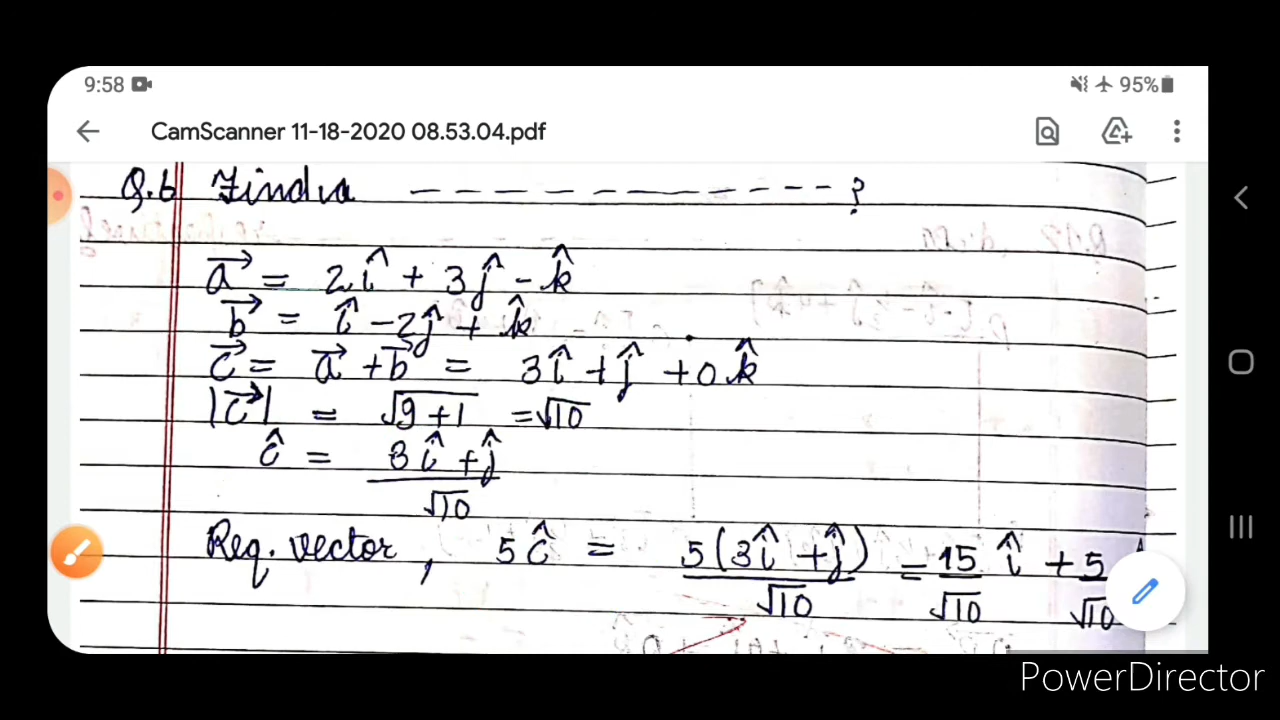 9:58 95%
CamScanner 11-18-2020 08.53.04.pdf
Q.6 Find a ------------ ?
a⃗ = 2î + 3ĵ - k̂
b⃗ = î - 2ĵ + k̂
c⃗ = a⃗ + b⃗ = 3î + ĵ + 0k̂
|c⃗| = √9+1 = √10
ĉ = 3î + ĵ / √10
Req. vector, 5ĉ = 5(3î + ĵ) / √10 = 15/√10 î + 5/√10
PowerDirector